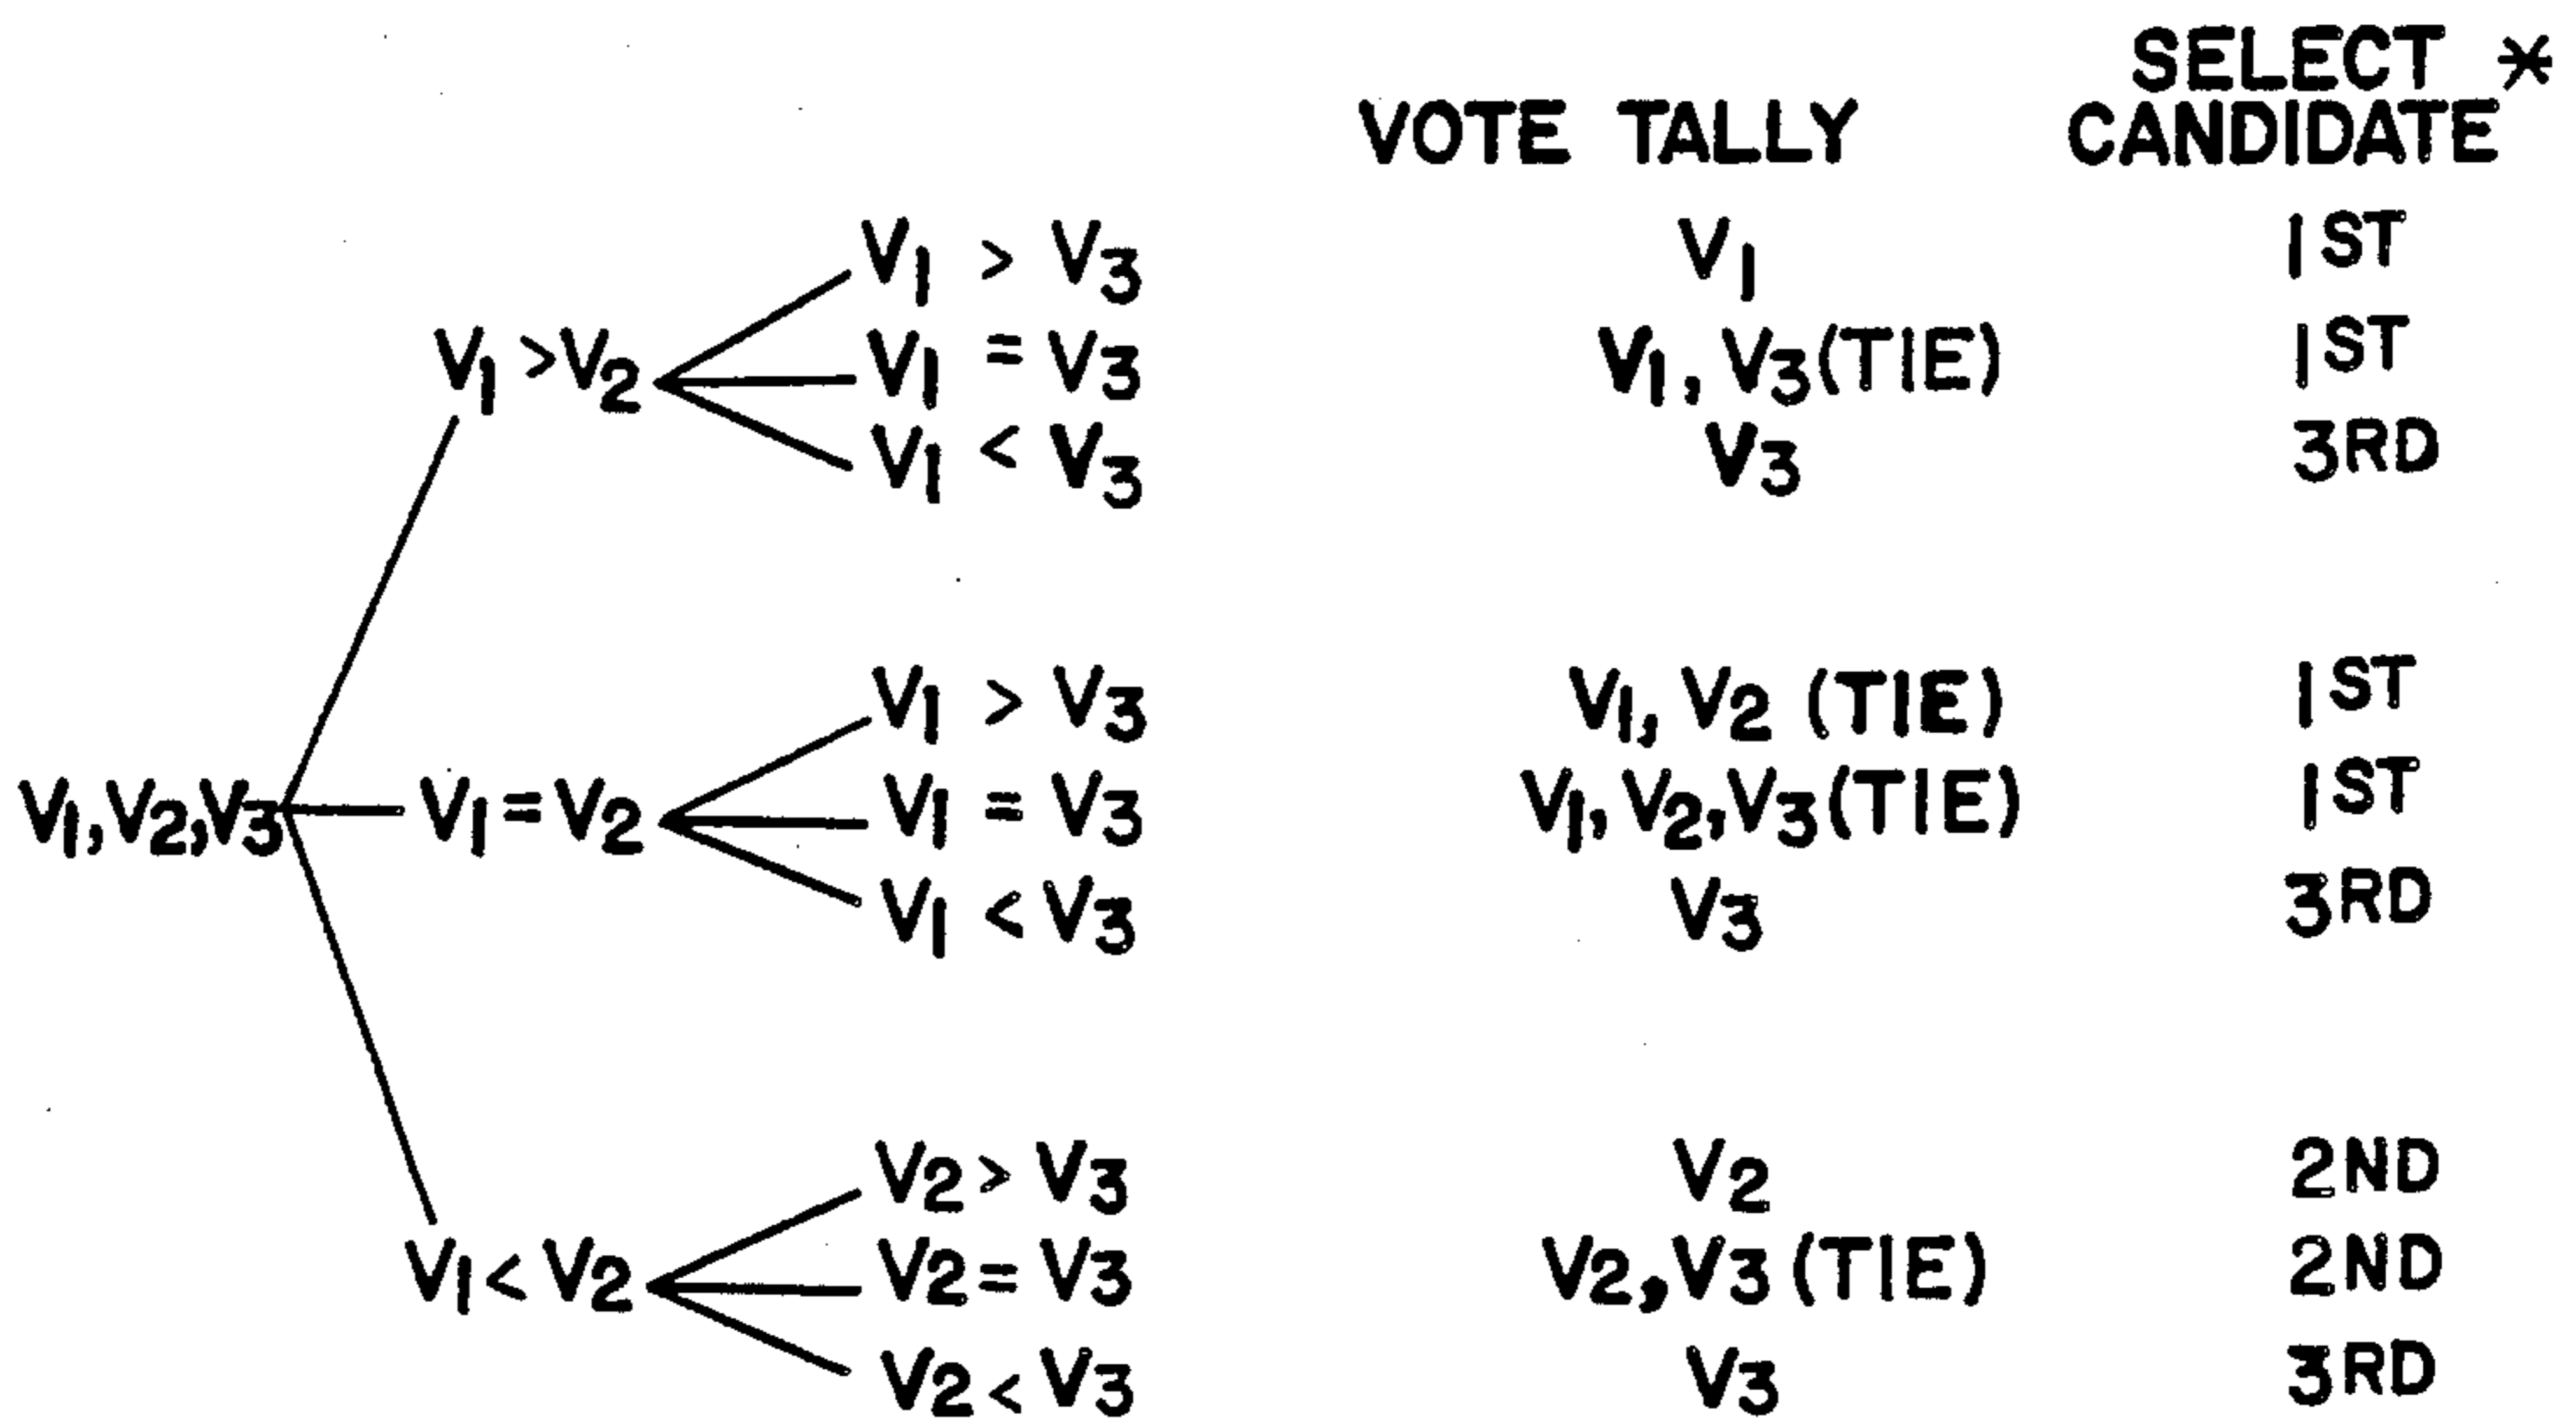 SELECT *
VOTE TALLY CANDIDATE
V1 > V3 V1 1ST
V1 > V2 V1 = V3 V1, V3 (TIE) 1ST
V1 < V3 V3 3RD
V1 > V3 V1, V2 (TIE) 1ST
V1, V2, V3 V1 = V2 V1 = V3 V1, V2, V3 (TIE) 1ST
V1 < V3 V3 3RD
V2 > V3 V2 2ND
V1 < V2 V2 = V3 V2, V3 (TIE) 2ND
V2 < V3 V3 3RD